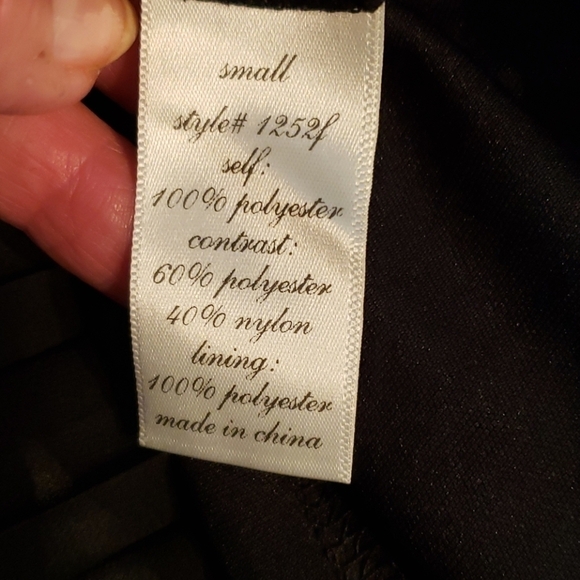 small
style# 1252f
self:
100% polyester
contrast:
60% polyester
40% nylon
lining:
100% polyester
made in china